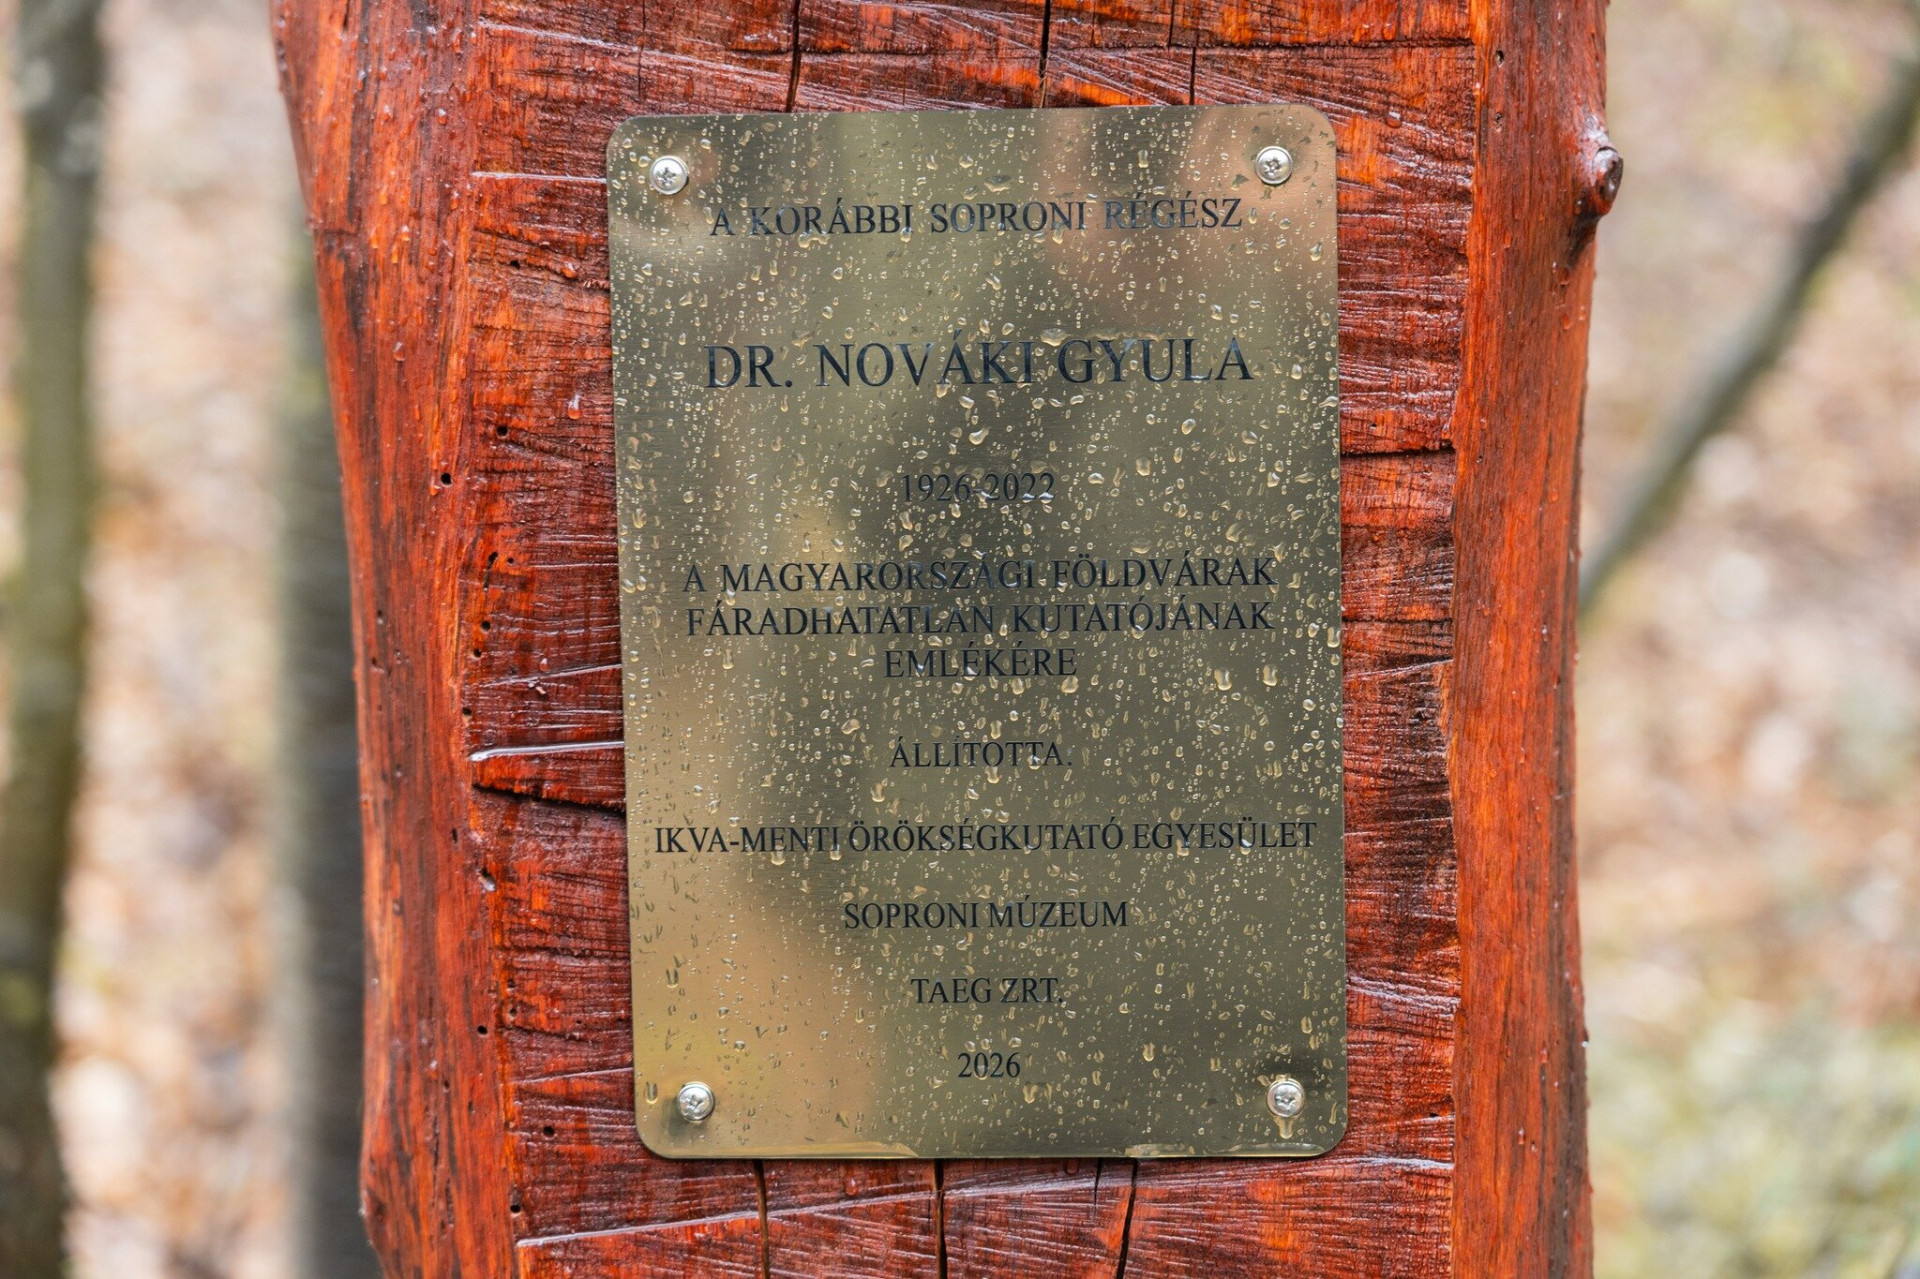 A KORÁBBI SOPRONI RÉGÉSZ
DR. NOVÁKI GYULA
1926-2022
A MAGYARORSZÁGI FÖLDVÁRAK
FÁRADHATATLAN KUTATÓJÁNAK
EMLÉKÉRE
ÁLLÍTOTTA:
IKVA-MENTI ÖRÖKSÉGKUTATÓ EGYESÜLET
SOPRONI MÚZEUM
TAEG ZRT.
2026